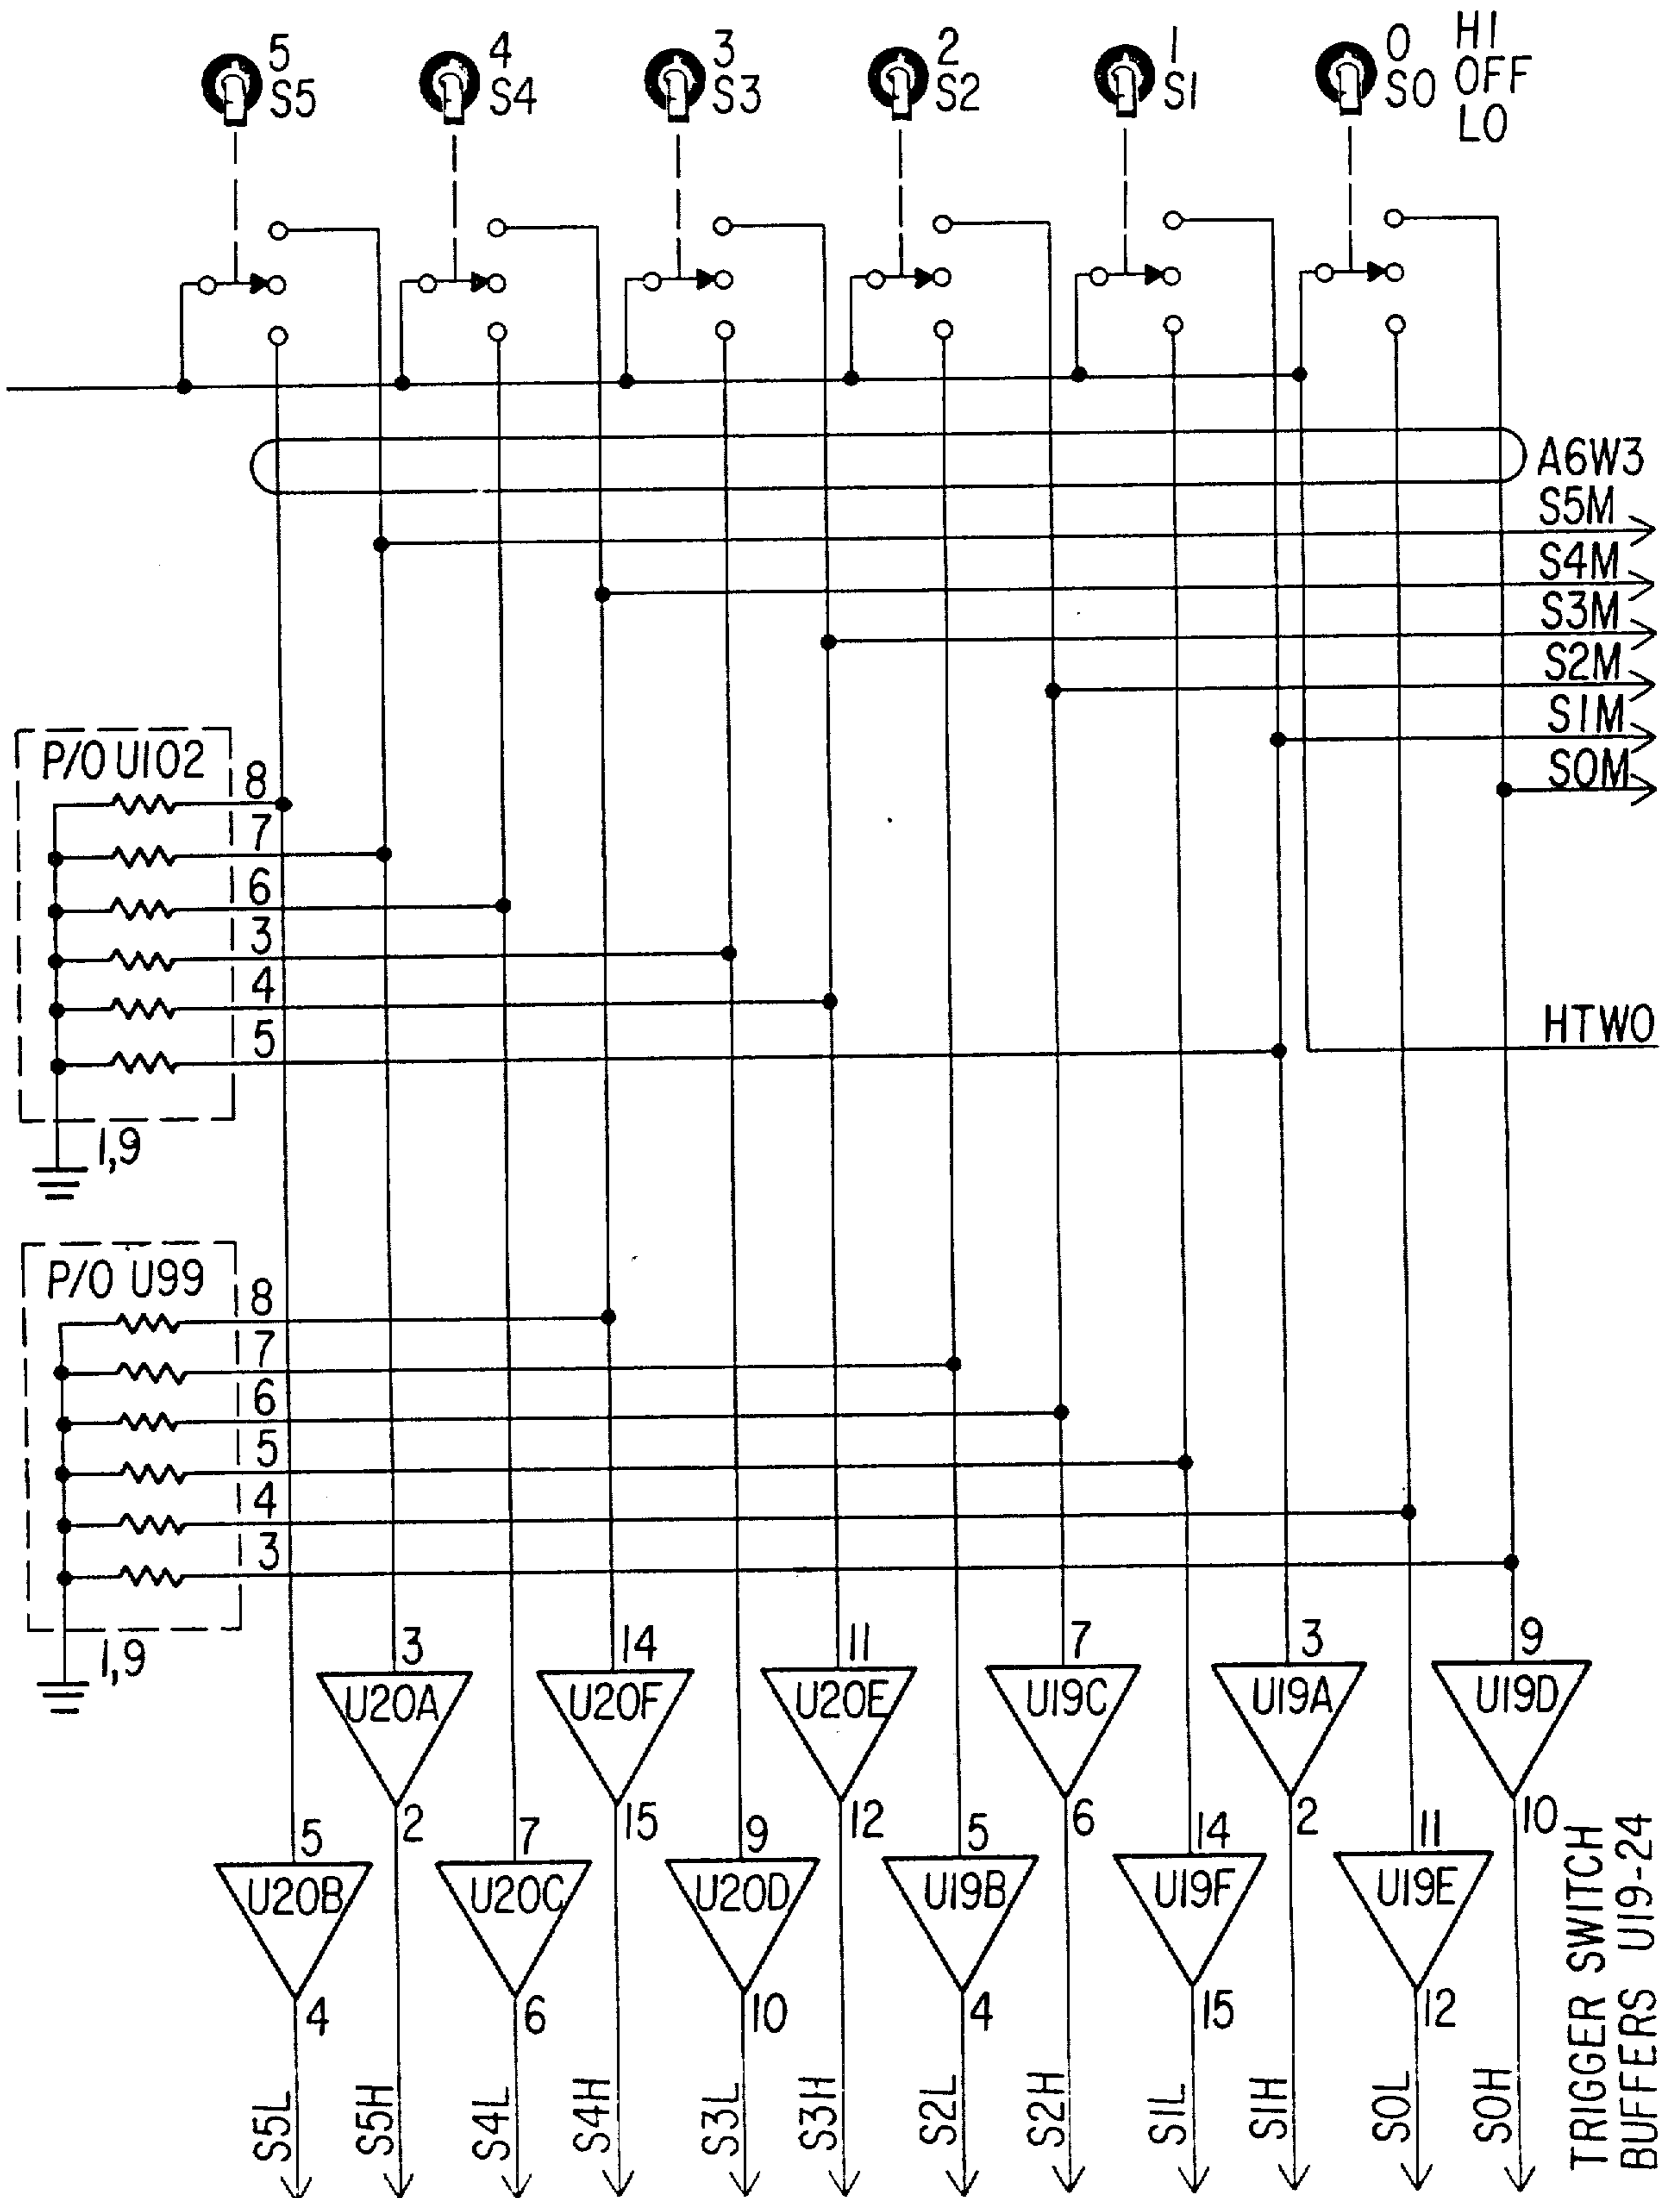 5
S5
4
S4
3
S3
2
S2
1
S1
0
S0
HI
OFF
LO
A6W3
S5M
S4M
S3M
S2M
S1M
S0M
HTWO
P/O U102
8
7
6
3
4
5
1,9
P/O U99
8
7
6
5
4
3
1,9
3
14
11
7
3
9
U20A
U20F
U20E
U19C
U19A
U19D
2
15
12
6
2
10
5
7
9
5
14
11
U20B
U20C
U20D
U19B
U19F
U19E
4
6
10
4
15
12
S5L
S5H
S4L
S4H
S3L
S3H
S2L
S2H
S1L
S1H
S0L
S0H
TRIGGER SWITCH
BUFFERS U19-24